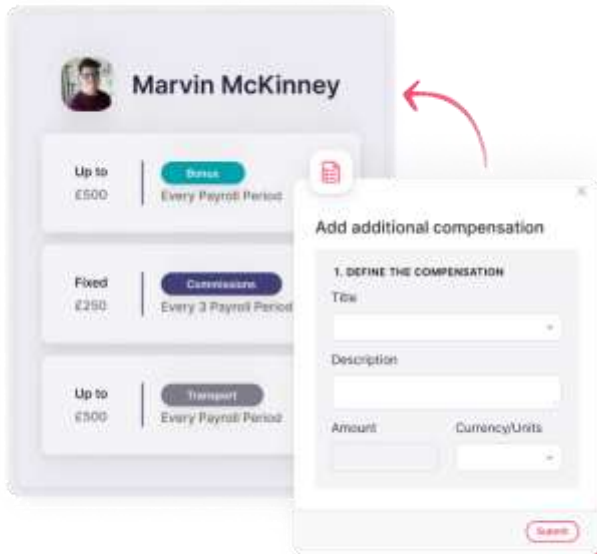 Marvin McKinney
Up to
£500
Bonus
Every Payroll Period
Fixed
£250
Commissions
Every 3 Payroll Period
Up to
£500
Transport
Every Payroll Period
Add additional compensation
1. DEFINE THE COMPENSATION
Title
Description
Amount
Currency/Units
Submit